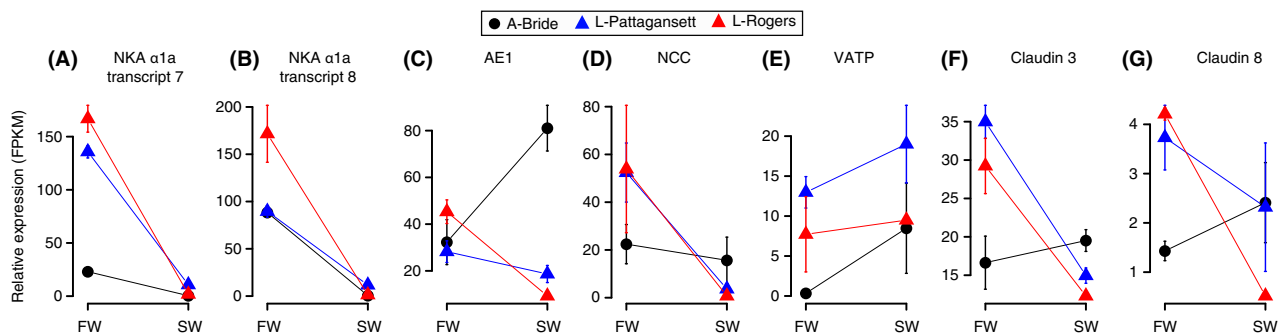 A-Bride L-Pattagansett L-Rogers
(A) NKA α1a transcript 7
(B) NKA α1a transcript 8
(C) AE1
(D) NCC
(E) VATP
(F) Claudin 3
(G) Claudin 8
Relative expression (FPKM)
150
100
50
0
FW SW
200
150
100
50
0
FW SW
80
60
40
20
FW SW
80
60
40
20
0
FW SW
20
15
10
5
0
FW SW
35
30
25
20
15
FW SW
4
3
2
1
FW SW